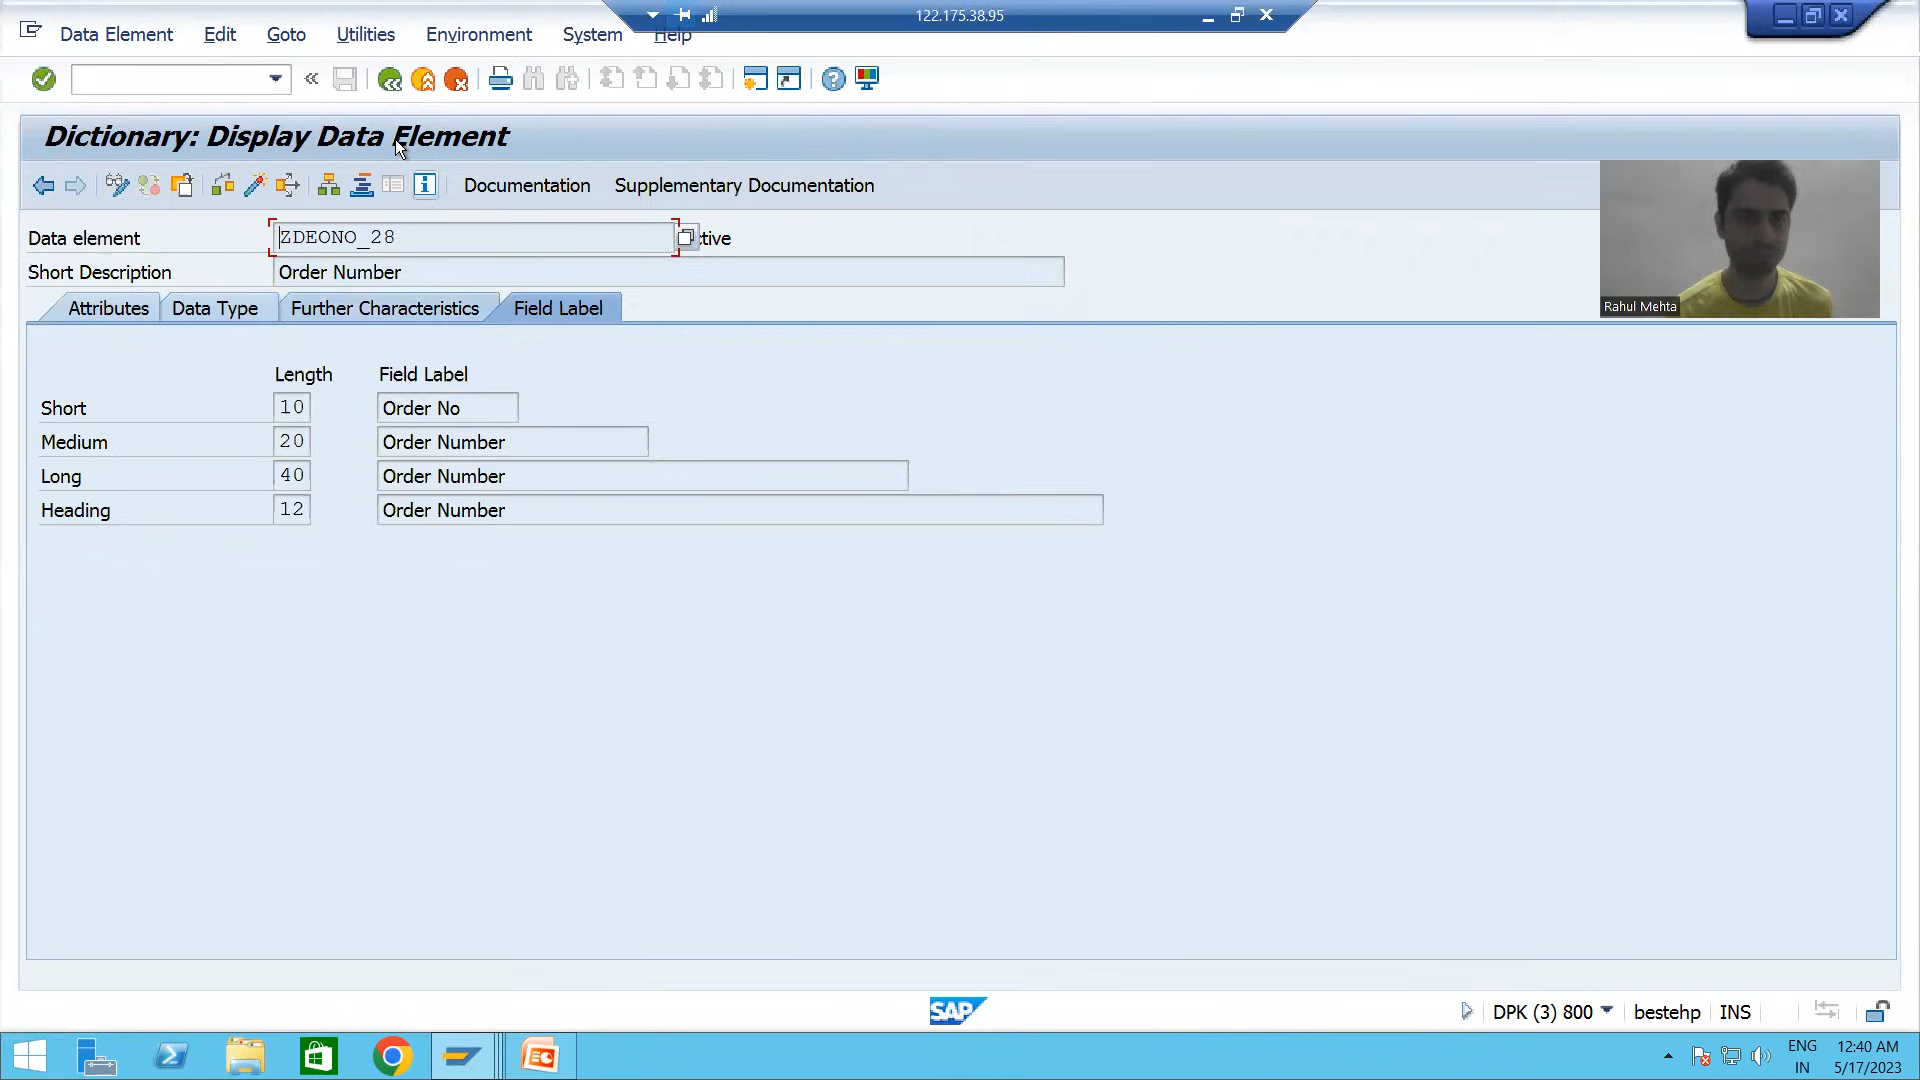 122.175.38.95
Data Element Edit Goto Utilities Environment System Help
Dictionary: Display Data Element
Documentation Supplementary Documentation
Data element ZDEONO_28 tive
Short Description Order Number
Attributes Data Type Further Characteristics Field Label
Rahul Mehta
Length Field Label
Short 10 Order No
Medium 20 Order Number
Long 40 Order Number
Heading 12 Order Number
SAP DPK (3) 800 bestehp INS
ENG 12:40 AM
IN 5/17/2023